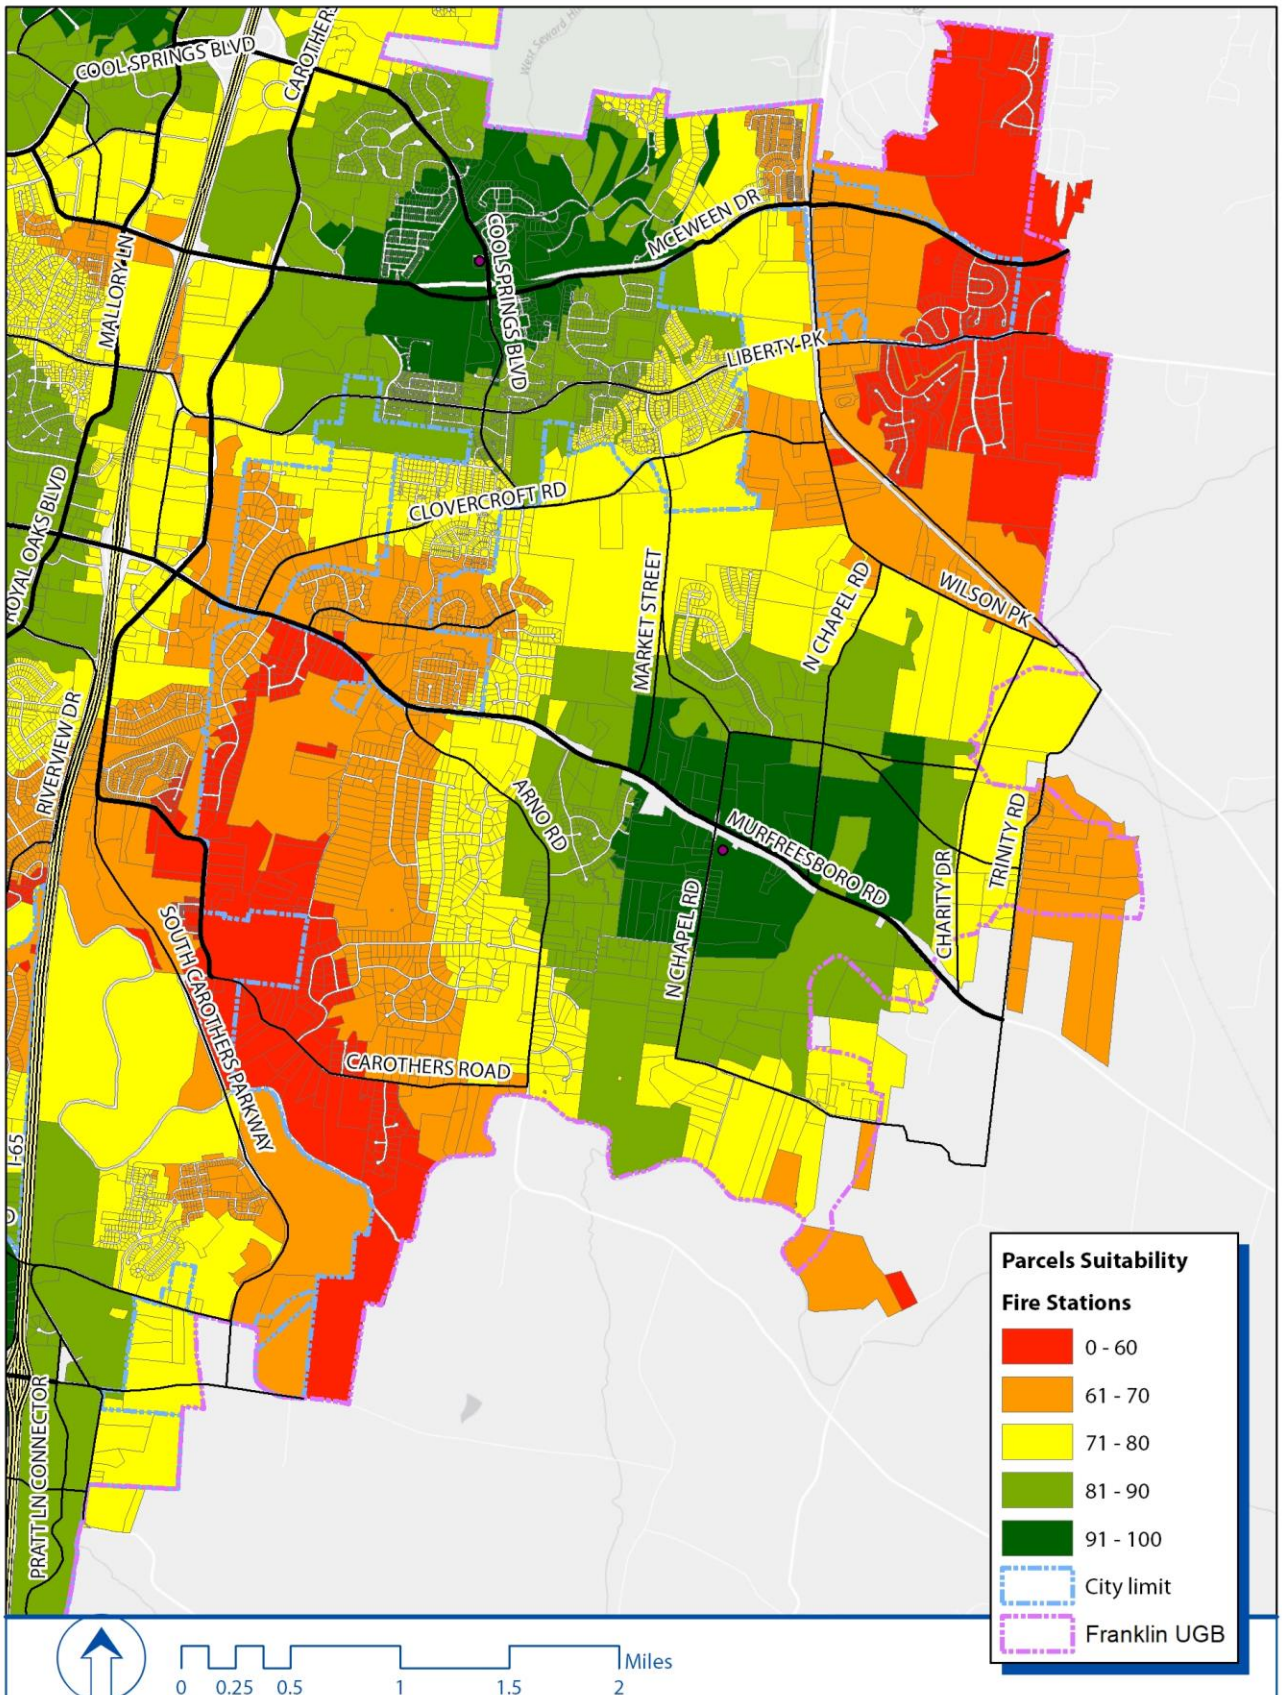 COOL SPRINGS BLVD
CAROTHERS
West Seward Hi
MALLORY LN
COOLSPRINGS BLVD
MCEWEEN DR
LIBERTY PK
ROYAL OAKS BLVD
CLOVERCROFT RD
MARKET STREET
N CHAPEL RD
WILSON PK
RIVERVIEW DR
ARNO RD
MURFREESBORO RD
N CHAPEL RD
CHARITY DR
TRINITY RD
SOUTH CAROTHERS PARKWAY
CAROTHERS ROAD
I-65
PRATT LN CONNECTOR
Parcels Suitability
Fire Stations
0 - 60
61 - 70
71 - 80
81 - 90
91 - 100
City limit
Franklin UGB
Miles
0 0.25 0.5 1 1.5 2